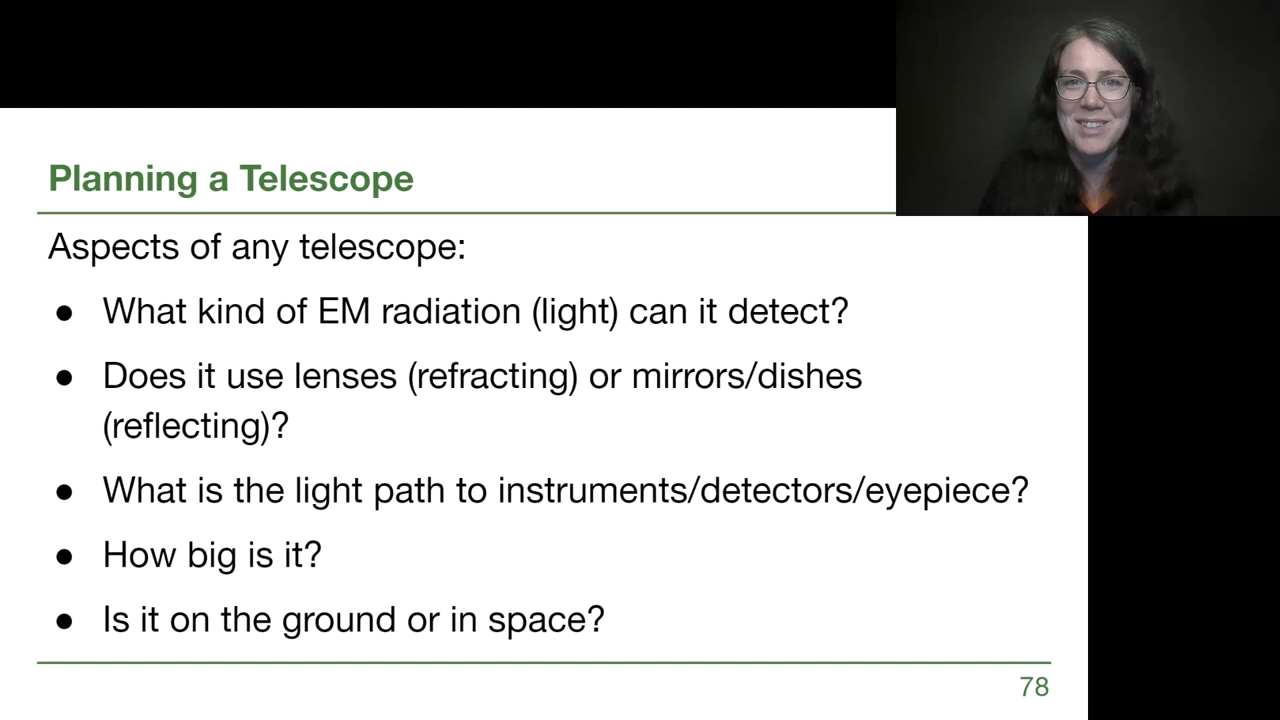 Planning a Telescope
Aspects of any telescope:
● What kind of EM radiation (light) can it detect?
● Does it use lenses (refracting) or mirrors/dishes
(reflecting)?
● What is the light path to instruments/detectors/eyepiece?
● How big is it?
● Is it on the ground or in space?
78